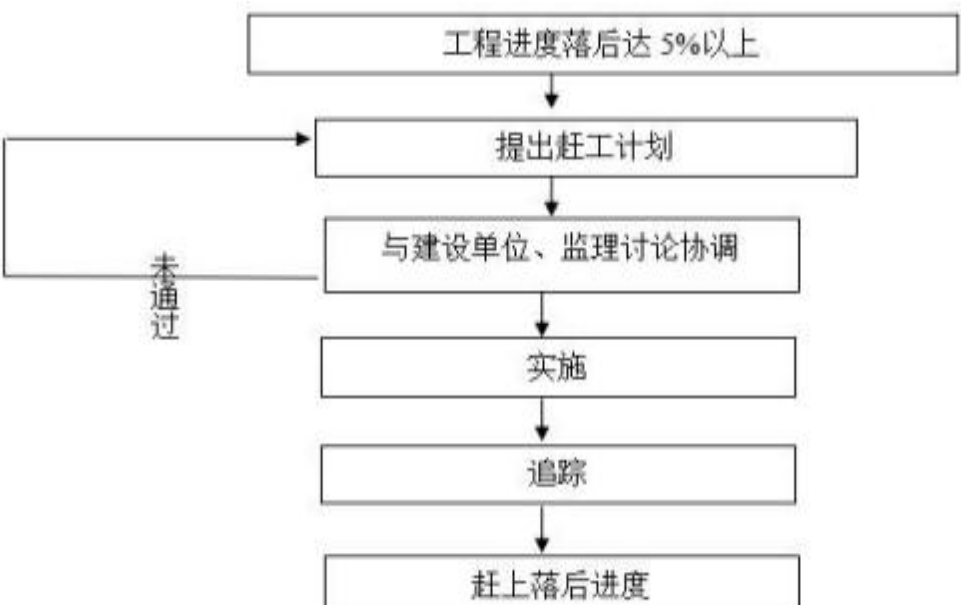 工程进度落后达 5%以上
提出赶工计划
与建设单位、监理讨论协调
未通过
实施
追踪
赶上落后进度